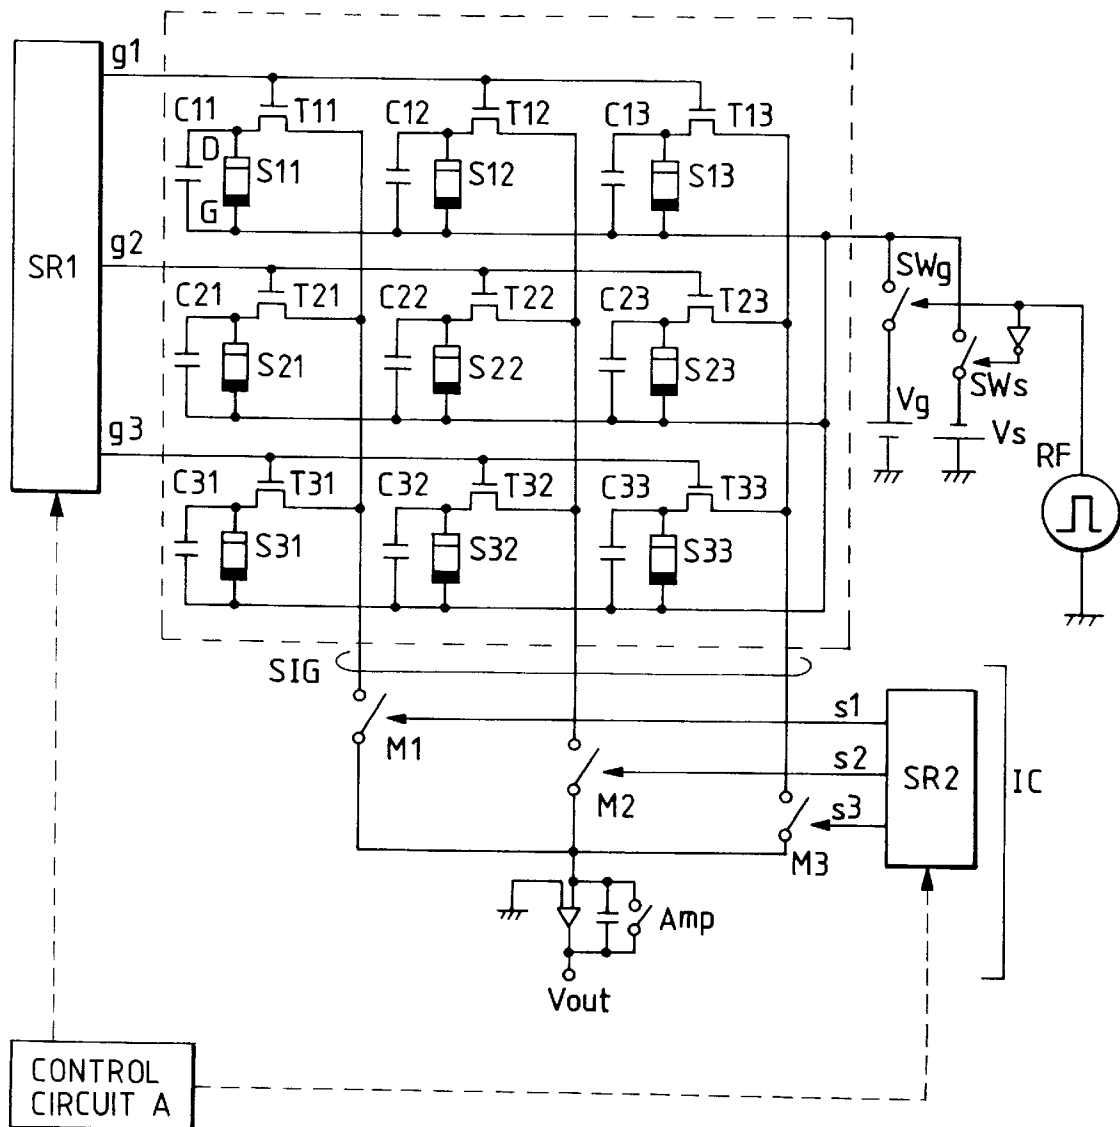 g1
C11
T11
C12
T12
C13
T13
D
S11
S12
S13
G
g2
SR1
SWg
C21
T21
C22
T22
C23
T23
S21
S22
S23
SWs
Vg
Vs
g3
RF
C31
T31
C32
T32
C33
T33
S31
S32
S33
SIG
s1
M1
s2
SR2
IC
M2
s3
M3
Amp
Vout
CONTROL
CIRCUIT A